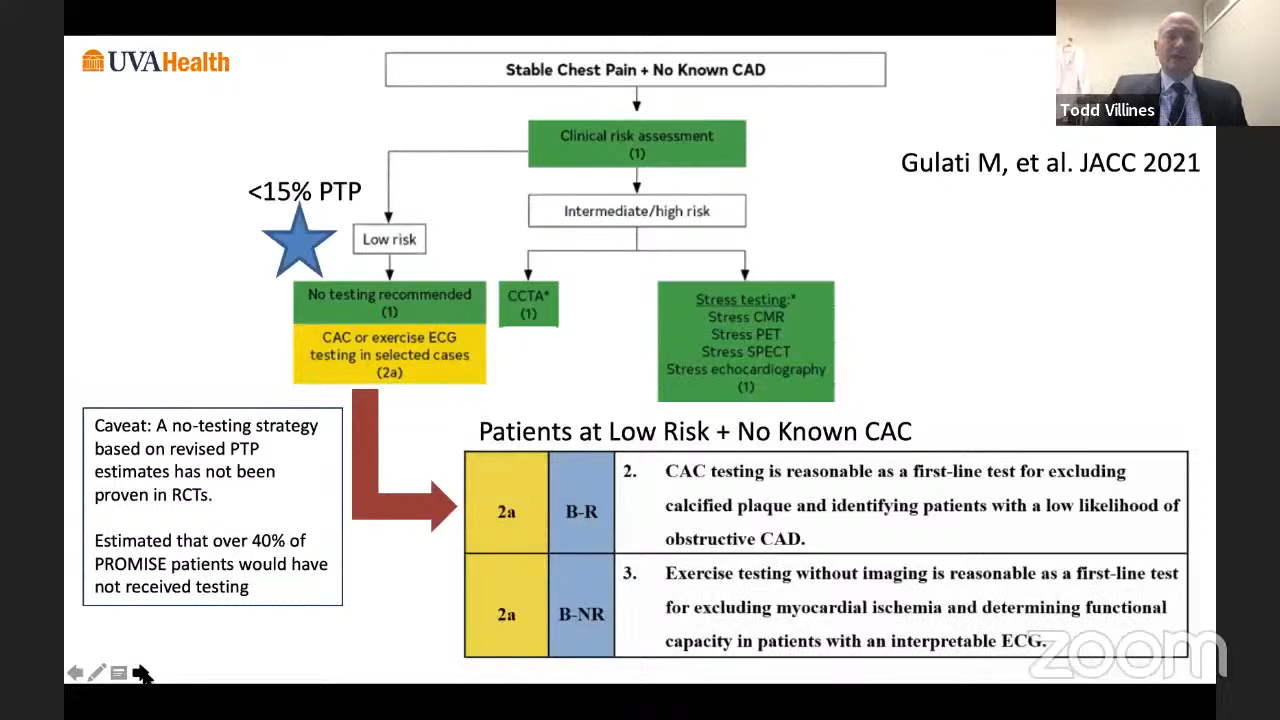 UVAHealth
Stable Chest Pain + No Known CAD
Todd Villines
Clinical risk assessment
(1)
Gulati M, et al. JACC 2021
<15% PTP
Intermediate/high risk
Low risk
No testing recommended
(1)
CAC or exercise ECG
testing in selected cases
(2a)
CCTA*
(1)
Stress testing:*
Stress CMR
Stress PET
Stress SPECT
Stress echocardiography
(1)
Caveat: A no-testing strategy
based on revised PTP
estimates has not been
proven in RCTs.
Estimated that over 40% of
PROMISE patients would have
not received testing
Patients at Low Risk + No Known CAC
2a
B-R
2. CAC testing is reasonable as a first-line test for excluding
calcified plaque and identifying patients with a low likelihood of
obstructive CAD.
2a
B-NR
3. Exercise testing without imaging is reasonable as a first-line test
for excluding myocardial ischemia and determining functional
capacity in patients with an interpretable ECG.
zoom